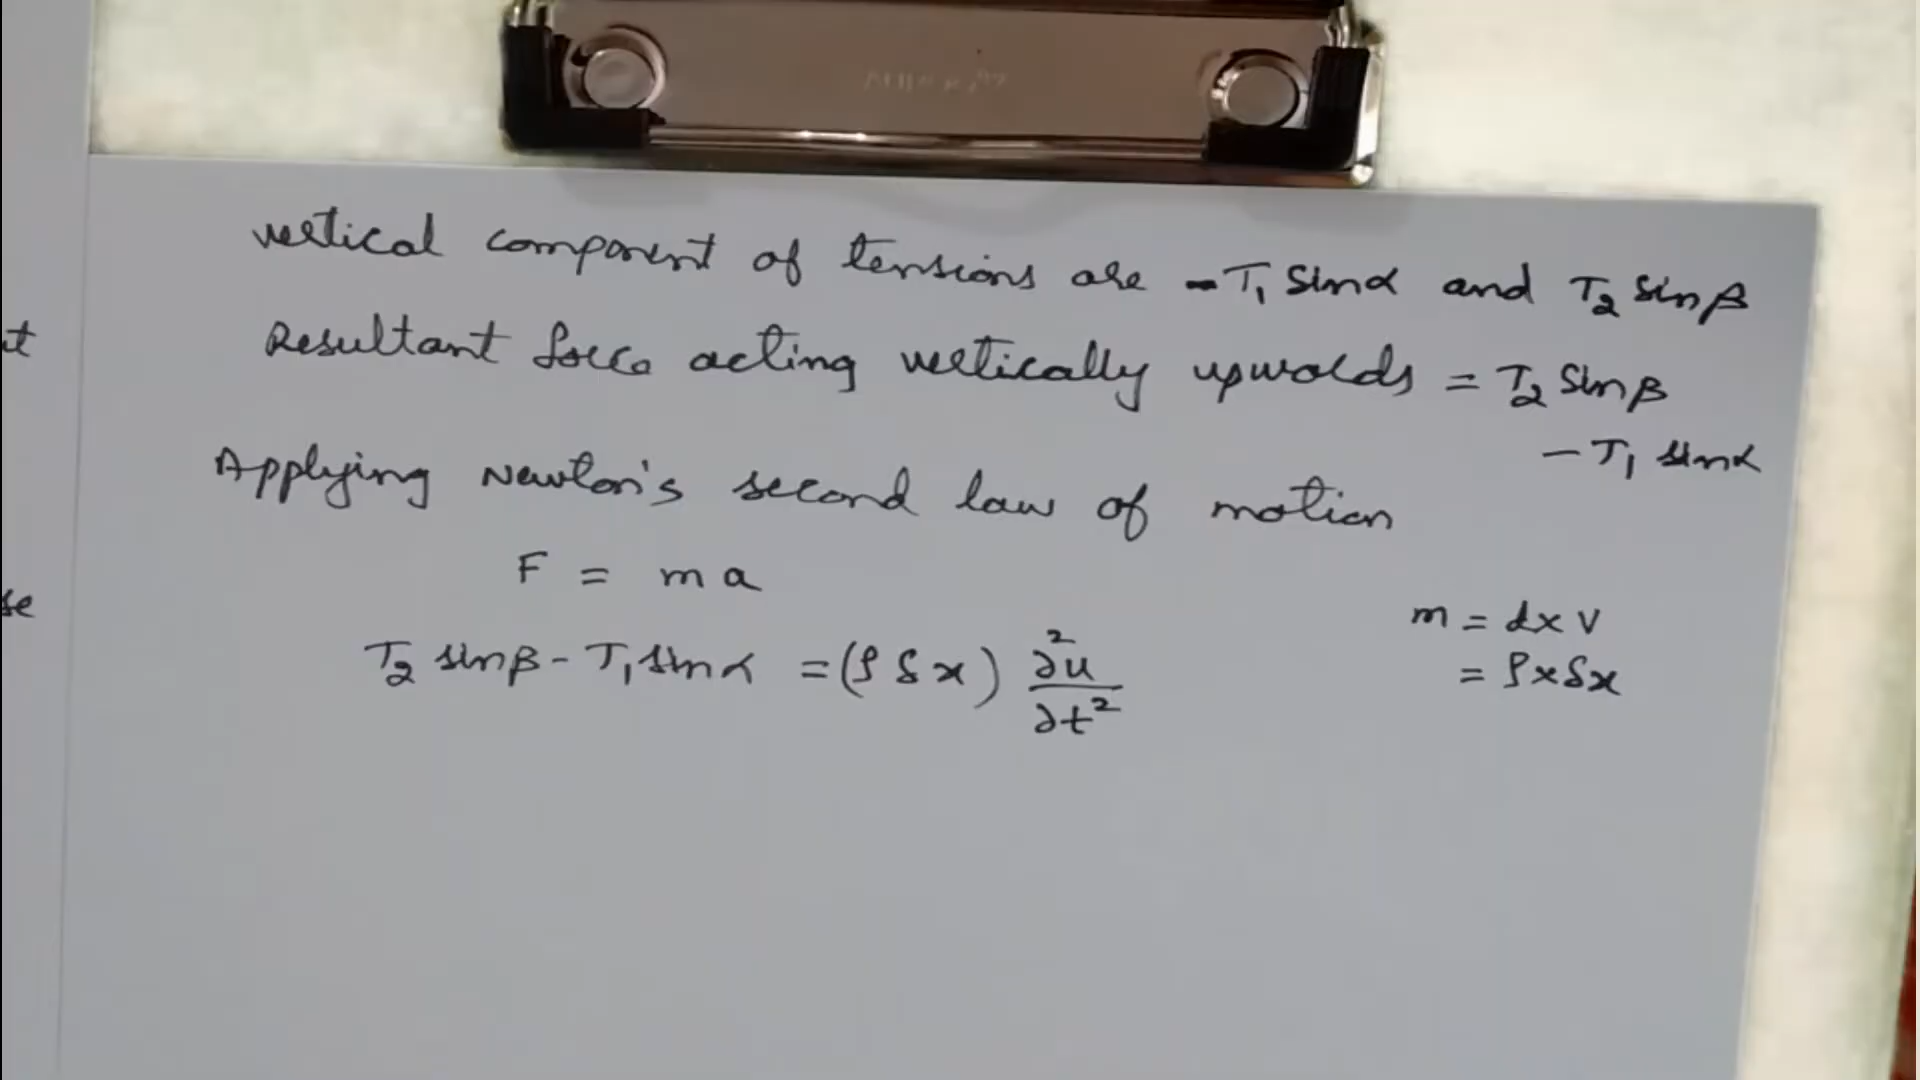 vertical component of tensions are -T₁ sinα and T₂ sinβ
Resultant force acting vertically upwards = T₂ sinβ
- T₁ sinα
Applying Newton's second law of motion
F = ma
m = d x v
= ρ x δx
T₂ sinβ - T₁ sinα = (ρ δx) ∂²u/∂t²